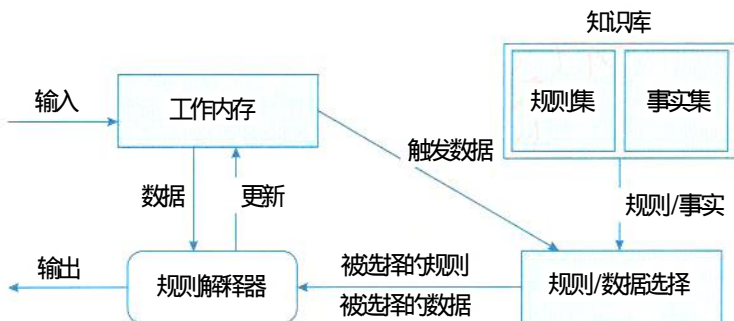 知识库
规则集
事实集
输入
工作内存
触发数据
数据
更新
规则/事实
输出
规则解释器
被选择的规则
被选择的数据
规则/数据选择